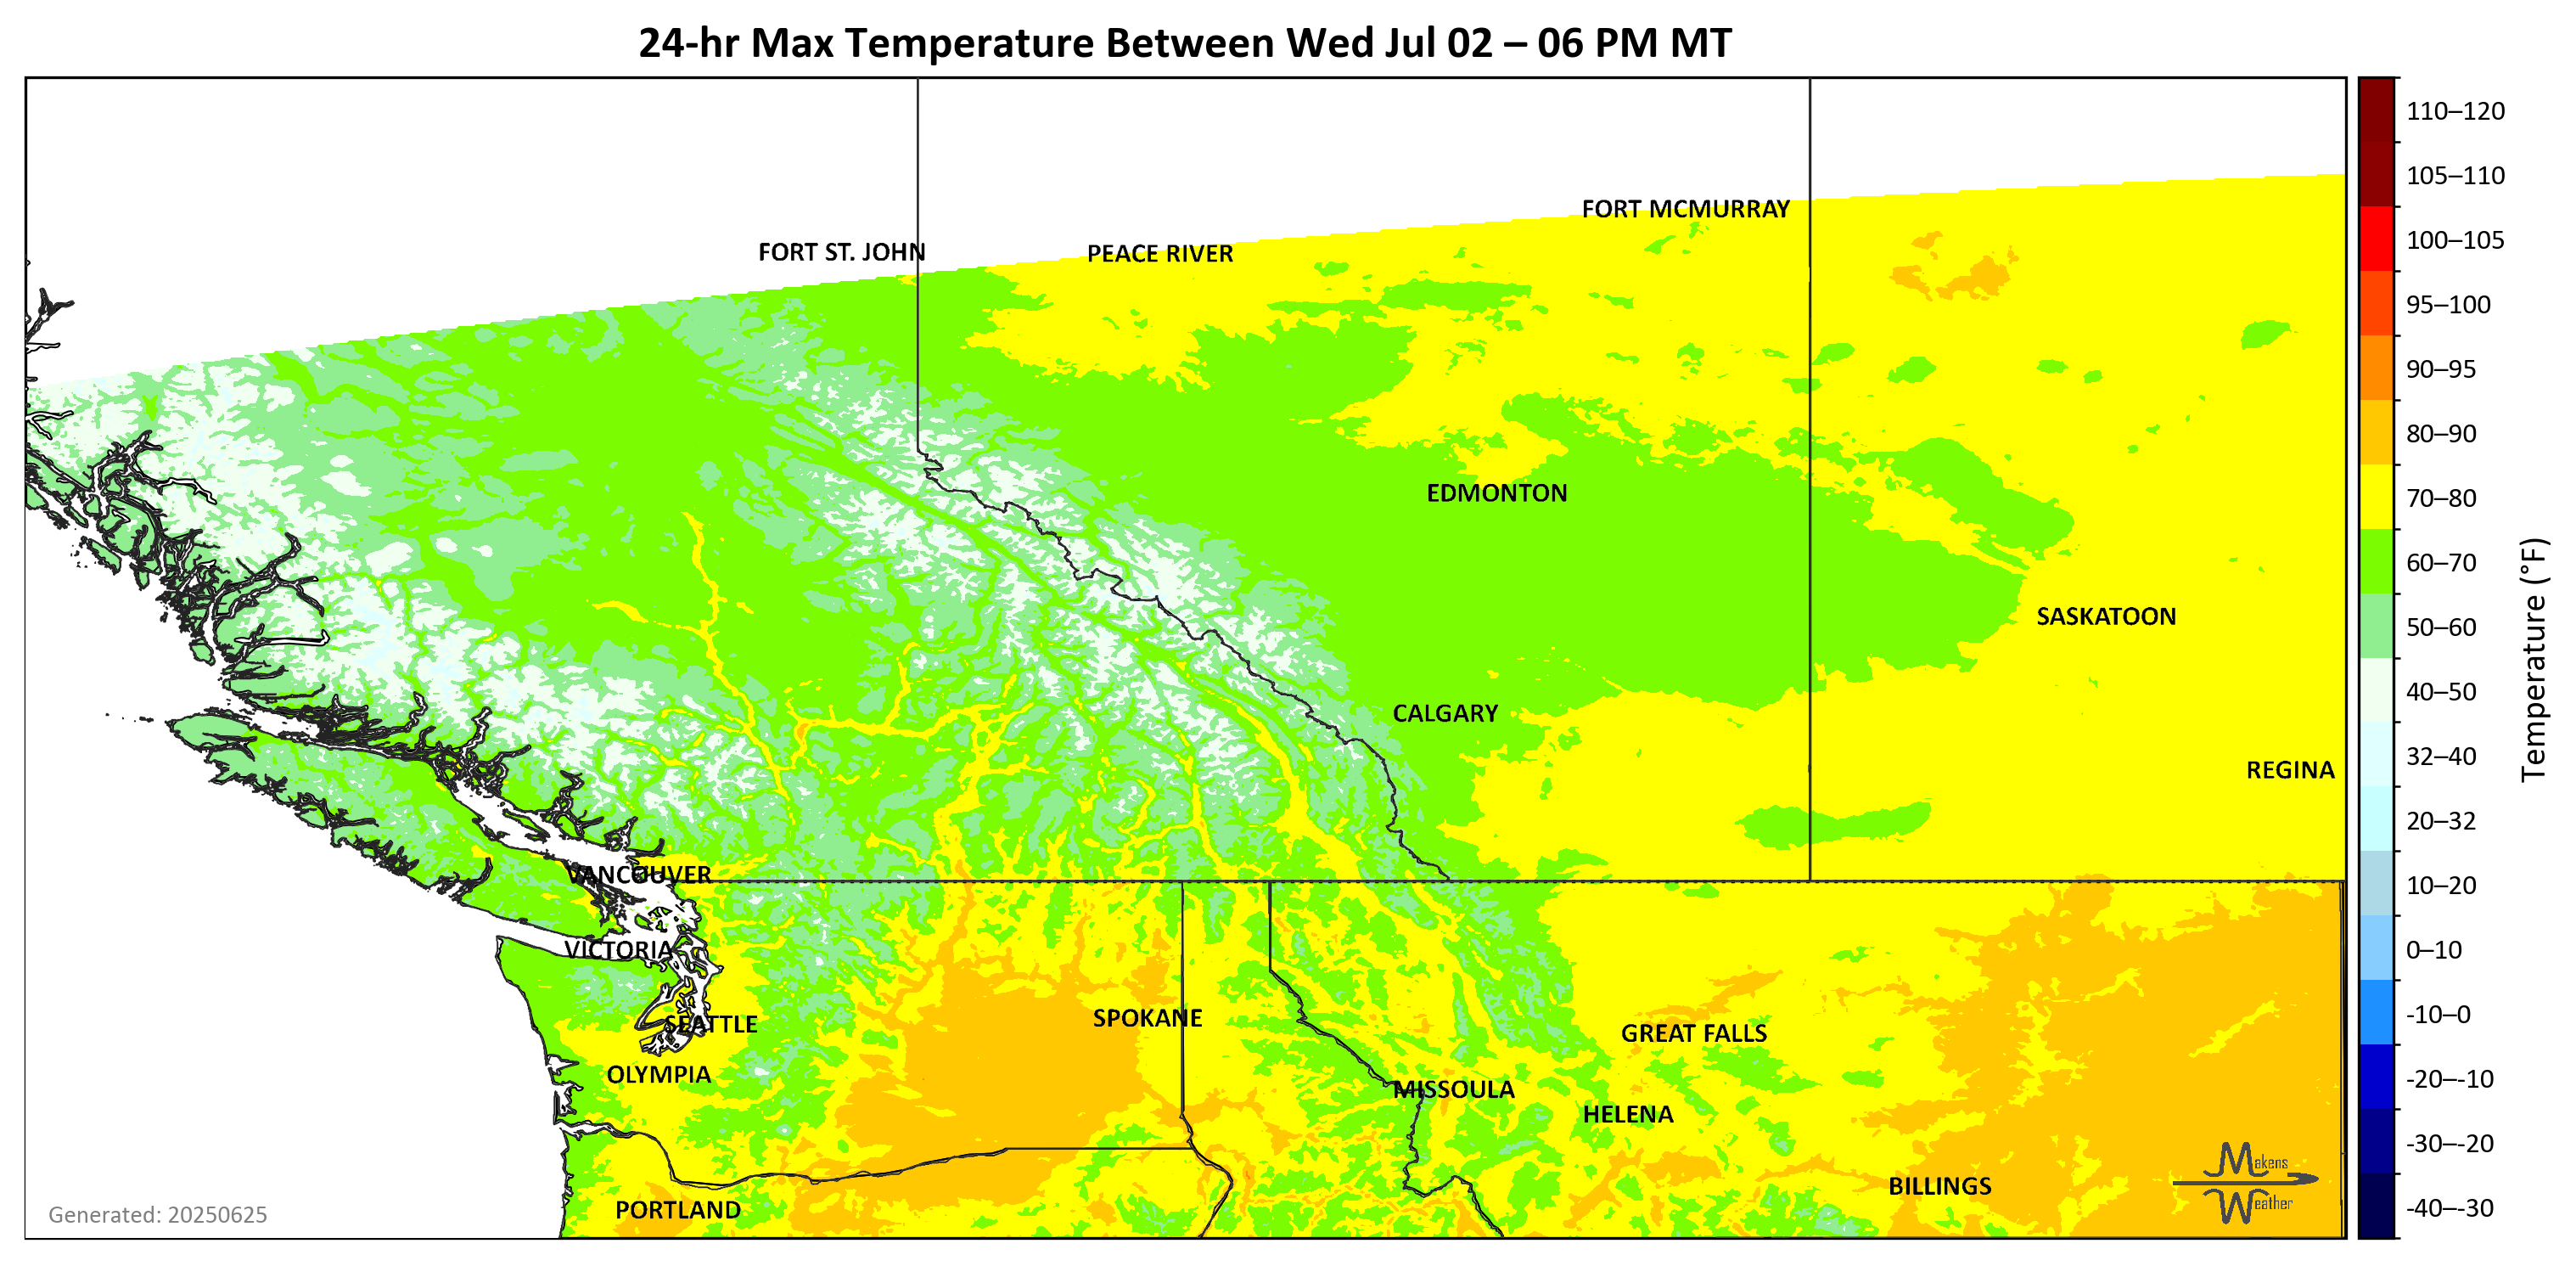 24-hr Max Temperature Between Wed Jul 02 – 06 PM MT
FORT MCMURRAY
FORT ST. JOHN
PEACE RIVER
EDMONTON
SASKATOON
CALGARY
REGINA
VANCOUVER
VICTORIA
SEATTLE
SPOKANE
GREAT FALLS
OLYMPIA
MISSOULA
HELENA
BILLINGS
PORTLAND
Makens
Weather
Generated: 20250625
110–120
105–110
100–105
95–100
90–95
80–90
70–80
60–70
50–60
40–50
32–40
20–32
10–20
0–10
-10–0
-20–-10
-30–-20
-40–-30
Temperature (°F)